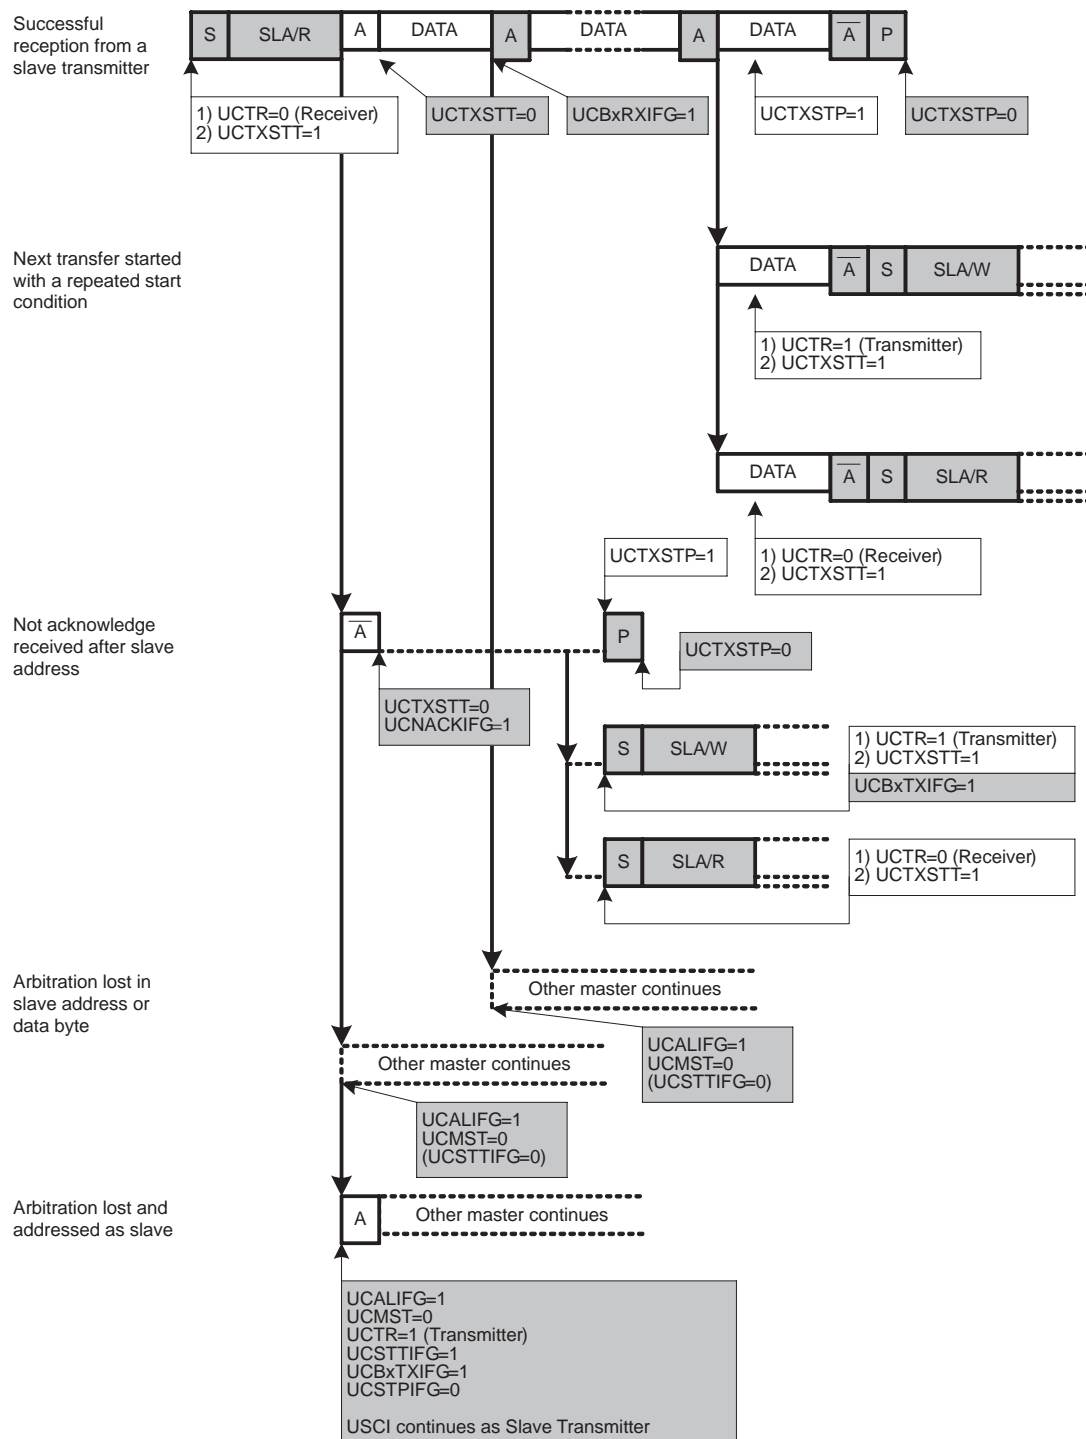 Successful
reception from a
slave transmitter
S SLA/R A DATA A DATA A DATA A P
1) UCTR=0 (Receiver)
2) UCTXSTT=1
UCTXSTT=0
UCBxRXIFG=1
UCTXSTP=1
UCTXSTP=0
Next transfer started
with a repeated start
condition
DATA A S SLA/W
1) UCTR=1 (Transmitter)
2) UCTXSTT=1
DATA A S SLA/R
1) UCTR=0 (Receiver)
2) UCTXSTT=1
UCTXSTP=1
Not acknowledge
received after slave
address
A
P
UCTXSTP=0
UCTXSTT=0
UCNACKIFG=1
S SLA/W
1) UCTR=1 (Transmitter)
2) UCTXSTT=1
UCBxTXIFG=1
S SLA/R
1) UCTR=0 (Receiver)
2) UCTXSTT=1
Arbitration lost in
slave address or
data byte
Other master continues
UCALIFG=1
UCMST=0
(UCSTTIFG=0)
Other master continues
UCALIFG=1
UCMST=0
(UCSTTIFG=0)
Arbitration lost and
addressed as slave
A Other master continues
UCALIFG=1
UCMST=0
UCTR=1 (Transmitter)
UCSTTIFG=1
UCBxTXIFG=1
UCSTPIFG=0
USCI continues as Slave Transmitter